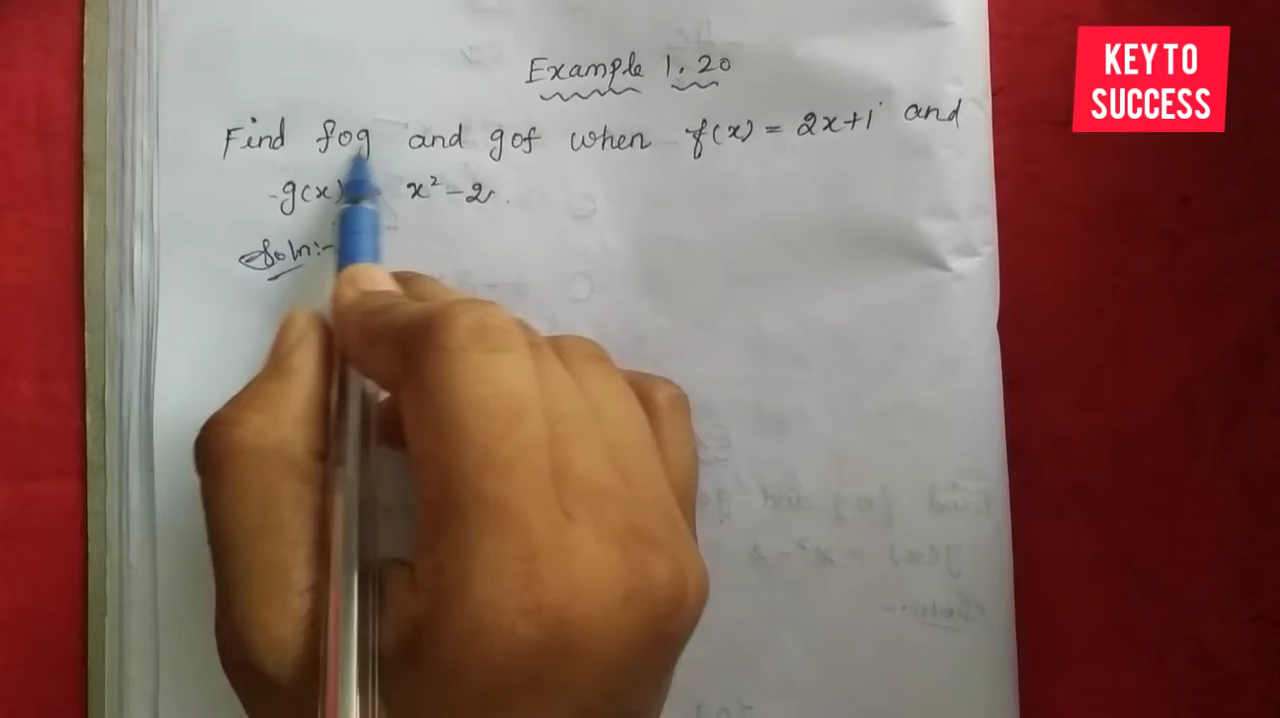 Example 1.20
Find fog and gof when f(x) = 2x+1 and
g(x) x²-2.
Soln:-
KEY TO
SUCCESS